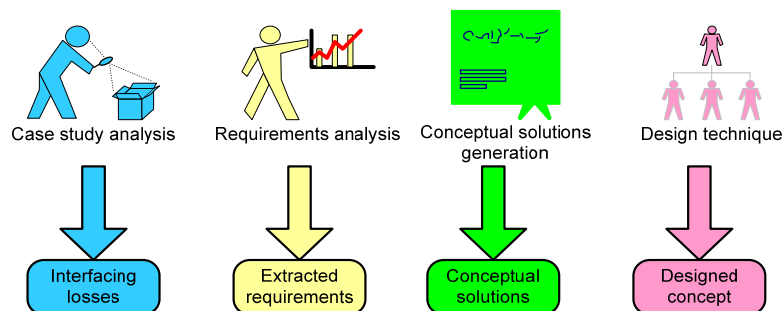 Case study analysis
Requirements analysis
Conceptual solutions
generation
Design technique
Interfacing
losses
Extracted
requirements
Conceptual
solutions
Designed
concept